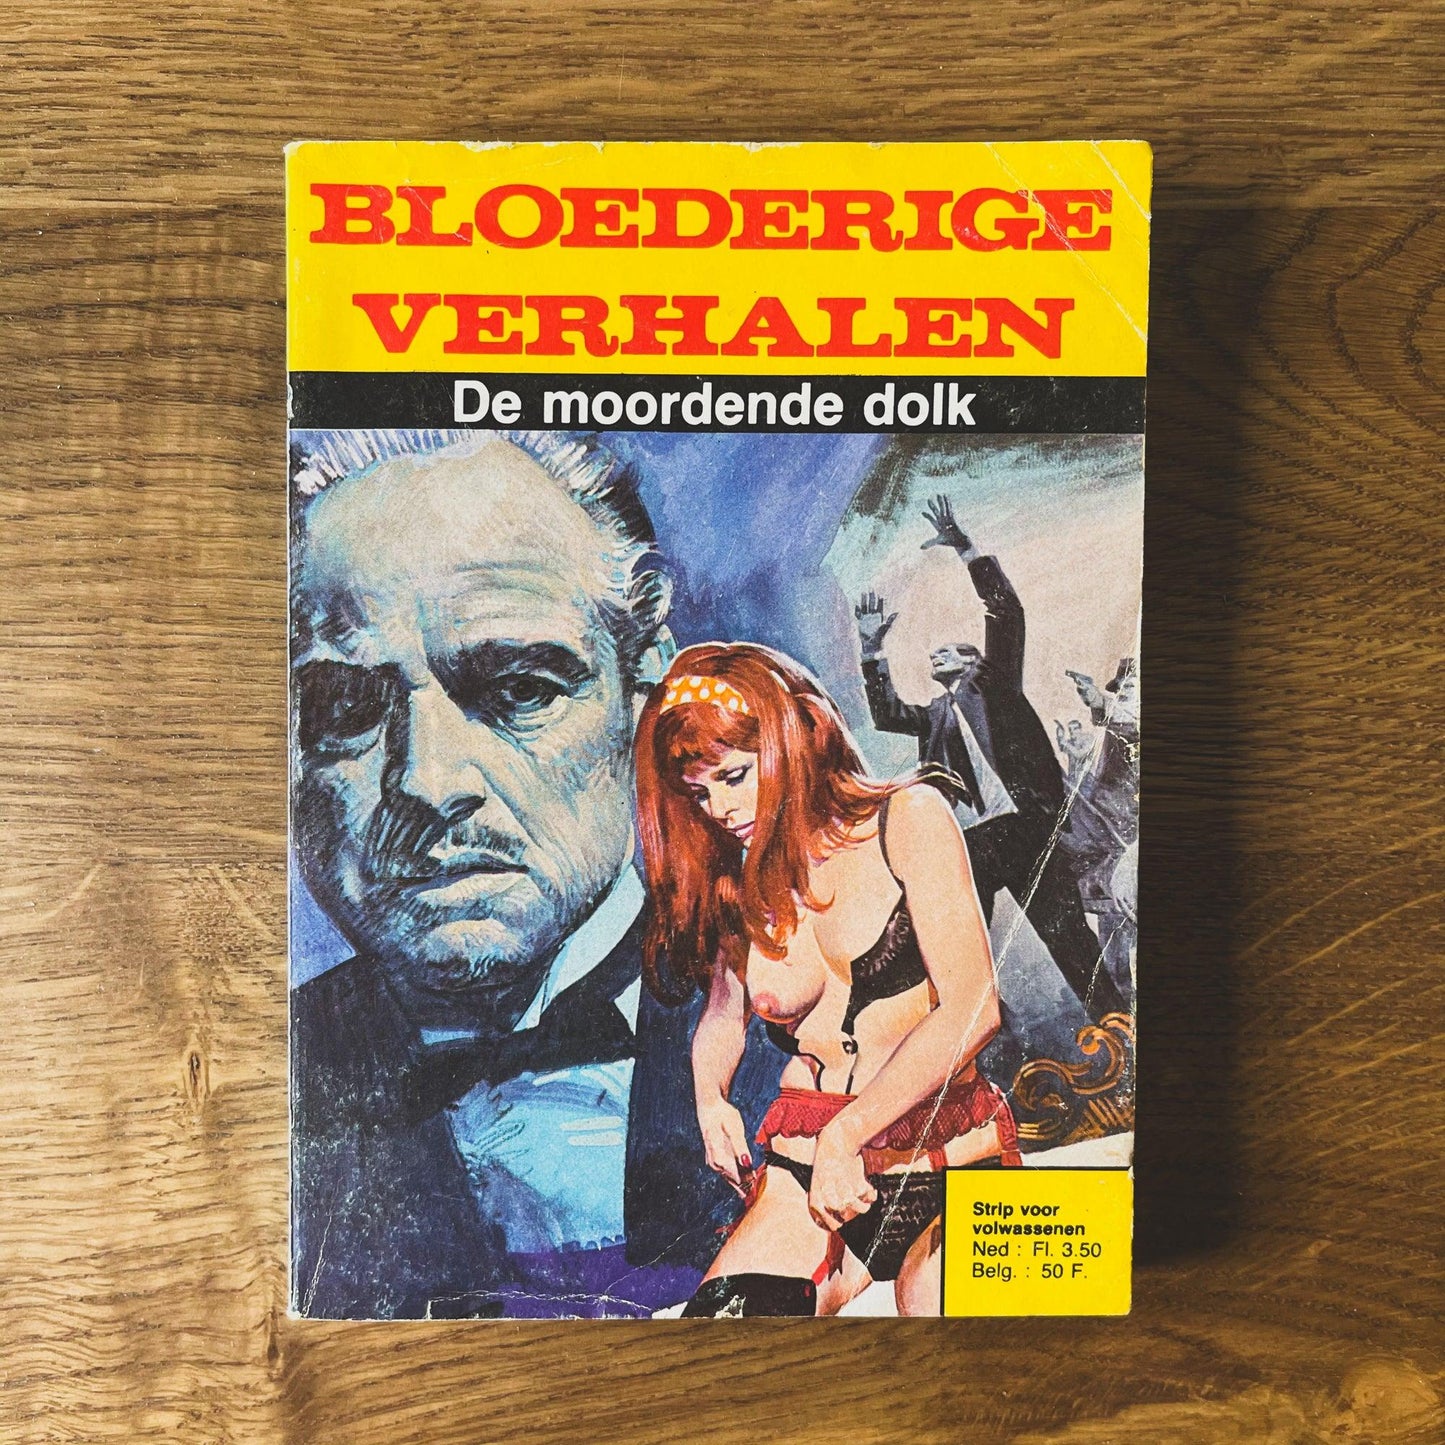 BLOEDERIGE
VERHALEN
De moordende dolk
Strip voor
volwassenen
Ned : Fl. 3.50
Belg. : 50 F.